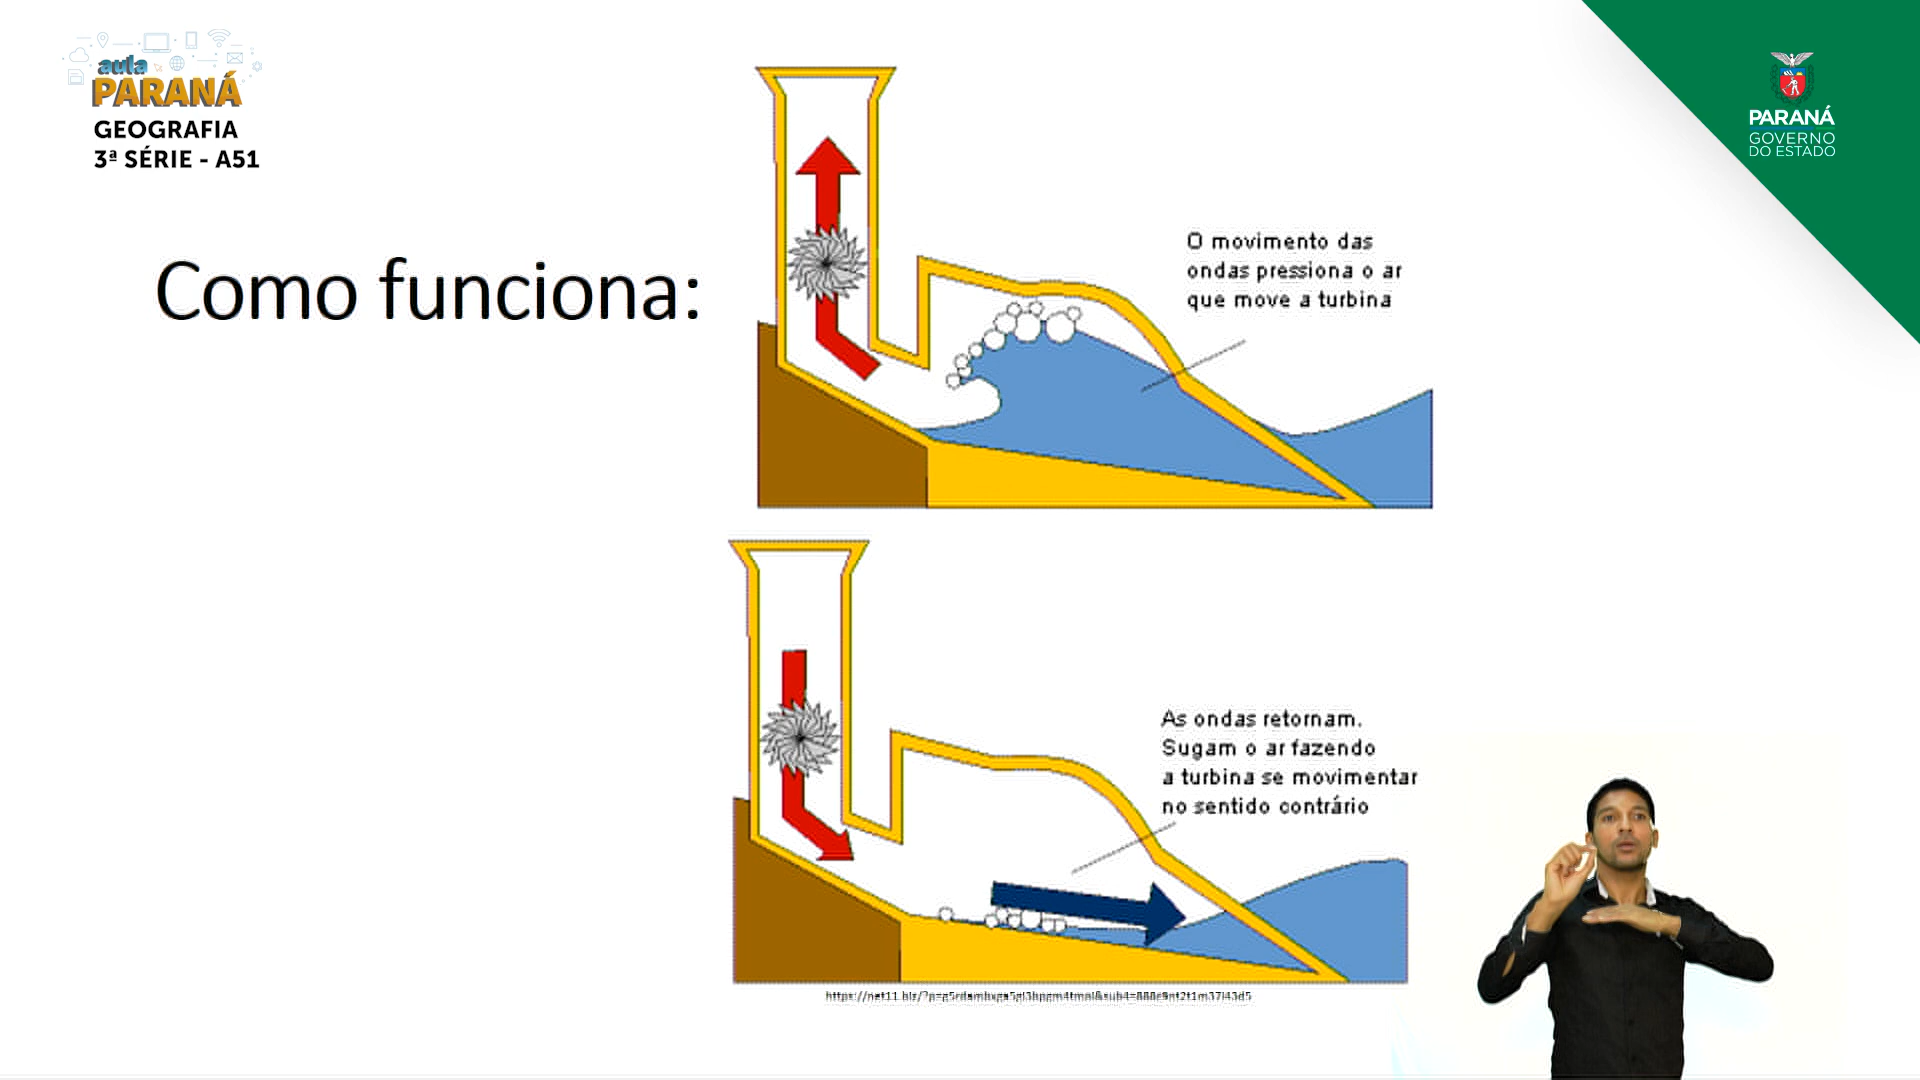 aula
PARANÁ
GEOGRAFIA
3ª SÉRIE - A51
PARANÁ
GOVERNO
DO ESTADO
Como funciona:
O movimento das
ondas pressiona o ar
que move a turbina
As ondas retornam.
Sugam o ar fazendo
a turbina se movimentar
no sentido contrário